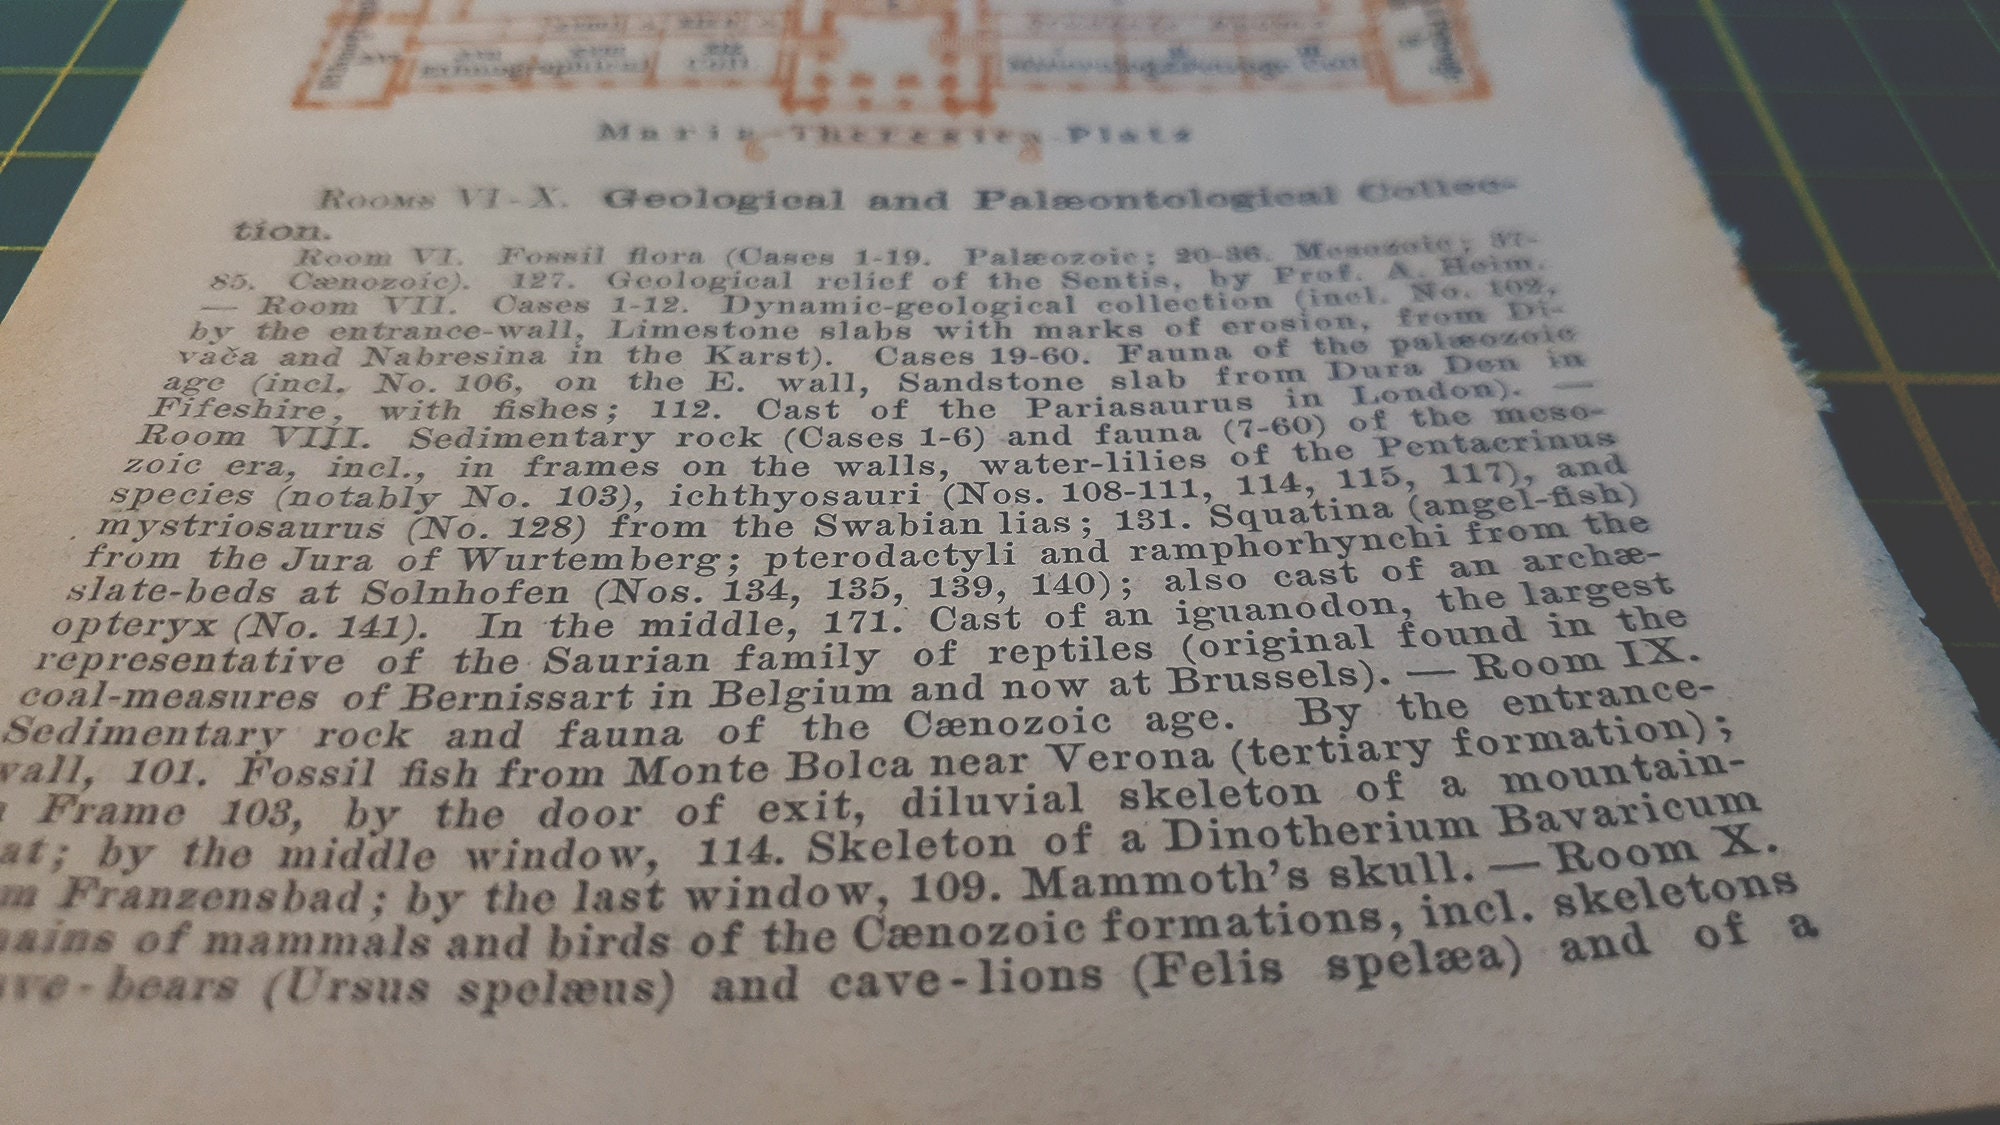 Ethnographical
Maria-Theresien Platz
Rooms VI-X. Geological and Palæontological Collec-
tion.
Room VI. Fossil flora (Cases 1-19. Palæozoic; 20-36. Mesozoic; 37-
85. Cænozoic). 127. Geological relief of the Sentis, by Prof. A. Heim.
— Room VII. Cases 1-12. Dynamic-geological collection (incl. No. 102,
by the entrance-wall, Limestone slabs with marks of erosion, from Di-
vača and Nabresina in the Karst). Cases 19-60. Fauna of the palæozoic
age (incl. No. 106, on the E. wall, Sandstone slab from Dura Den in
Fifeshire, with fishes; 112. Cast of the Pariasaurus in London). —
Room VIII. Sedimentary rock (Cases 1-6) and fauna (7-60) of the meso-
zoic era, incl., in frames on the walls, water-lilies of the Pentacrinus
species (notably No. 103), ichthyosauri (Nos. 108-111, 114, 115, 117), and
mystriosaurus (No. 128) from the Swabian lias; 131. Squatina (angel-fish)
from the Jura of Wurtemberg; pterodactyli and ramphorhynchi from the
slate-beds at Solnhofen (Nos. 134, 135, 139, 140); also cast of an archæ-
opteryx (No. 141). In the middle, 171. Cast of an iguanodon, the largest
representative of the Saurian family of reptiles (original found in the
coal-measures of Bernissart in Belgium and now at Brussels). — Room IX.
Sedimentary rock and fauna of the Cænozoic age. By the entrance-
wall, 101. Fossil fish from Monte Bolca near Verona (tertiary formation);
Frame 103, by the door of exit, diluvial skeleton of a mountain-
at; by the middle window, 114. Skeleton of a Dinotherium Bavaricum
m Franzensbad; by the last window, 109. Mammoth's skull. — Room X.
ains of mammals and birds of the Cænozoic formations, incl. skeletons
ve-bears (Ursus spelæus) and cave-lions (Felis spelæa) and of a